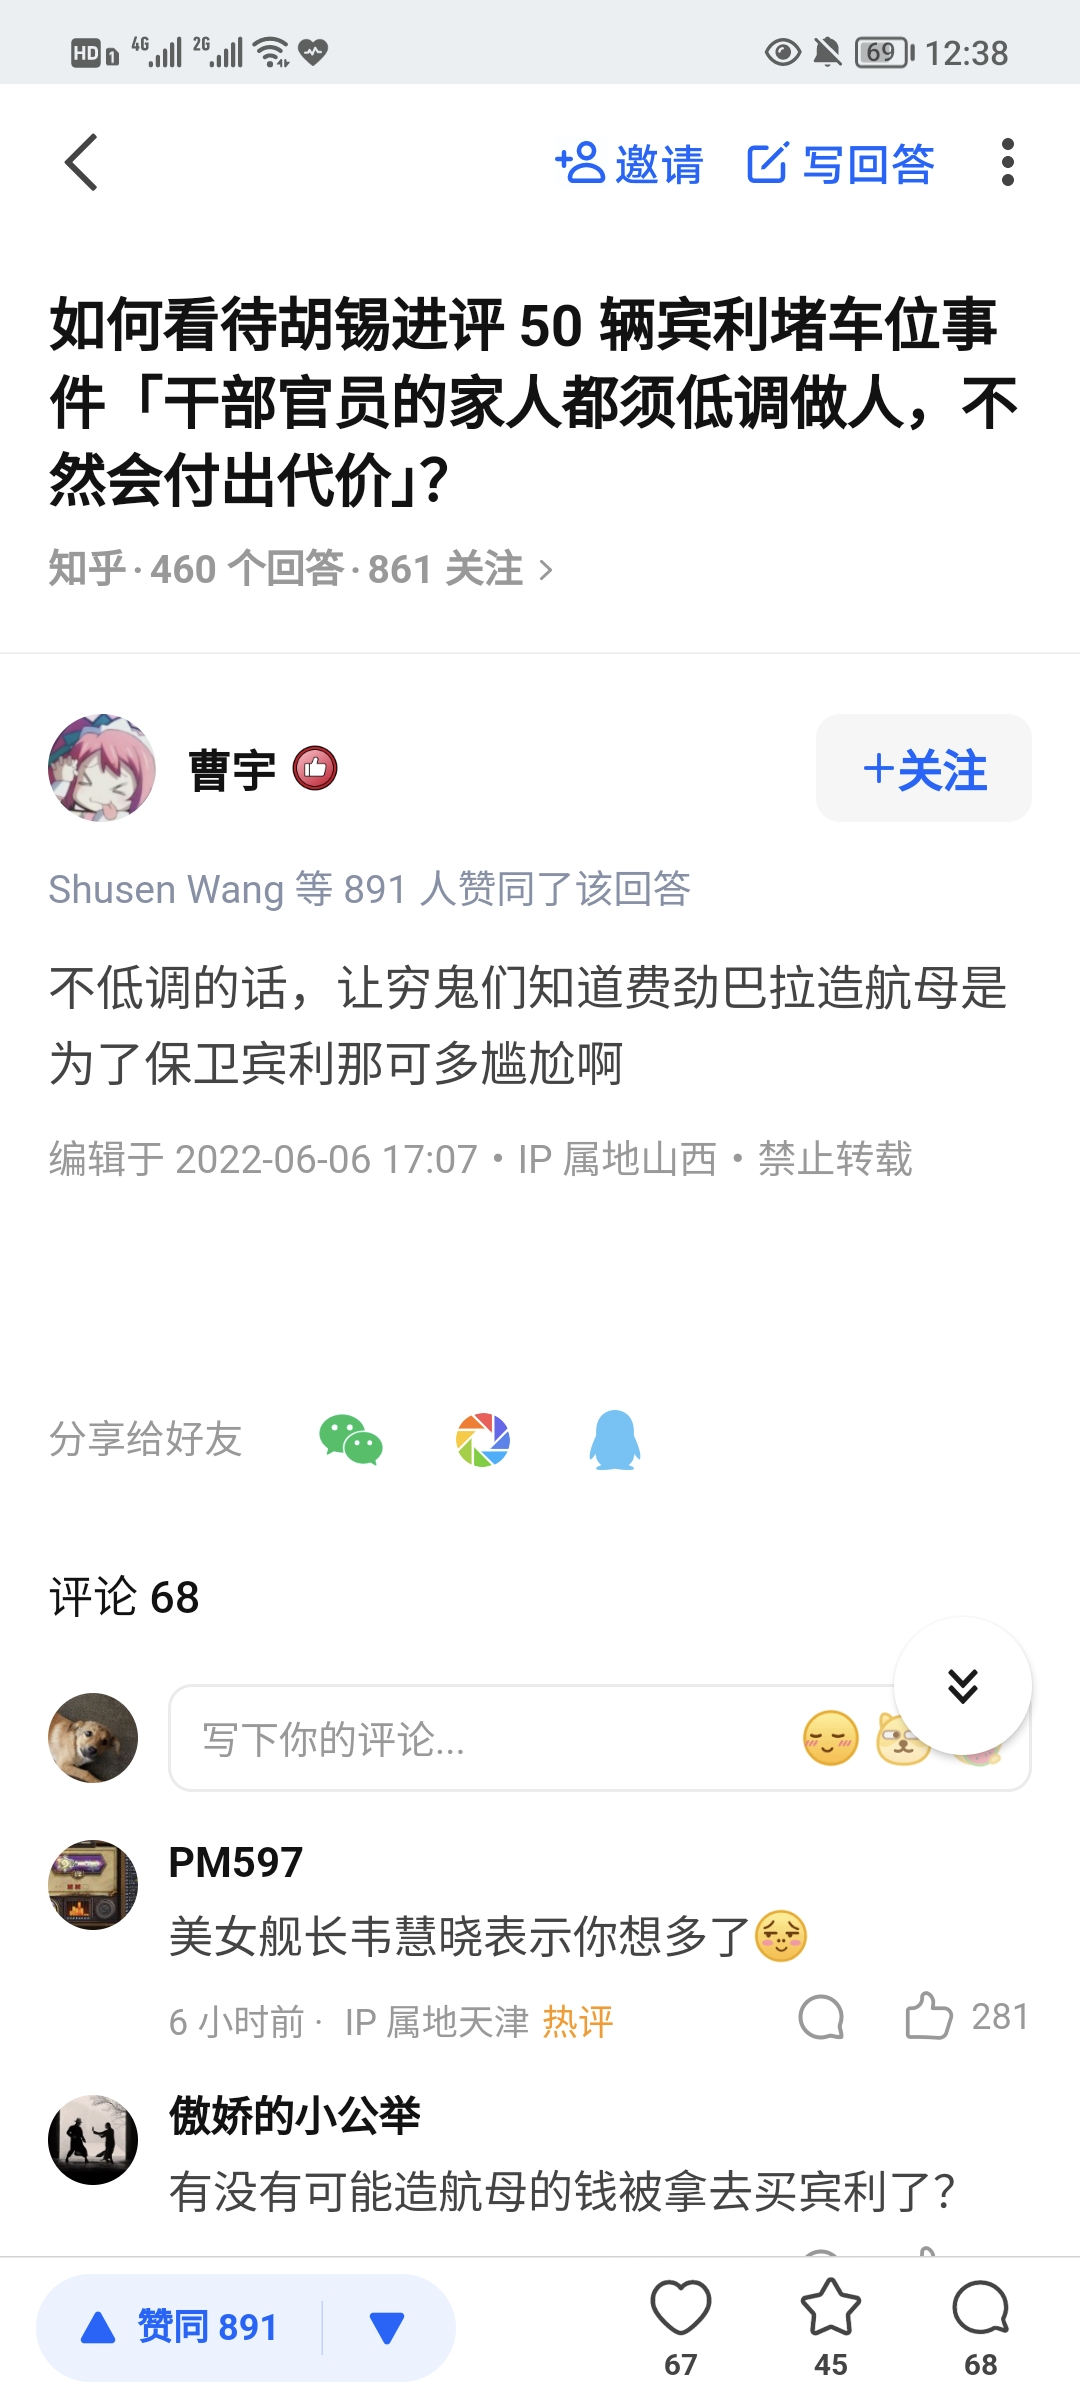 HD 1 4G 2G 69 12:38
邀请 写回答
如何看待胡锡进评 50 辆宾利堵车位事
件「干部官员的家人都须低调做人，不
然会付出代价」？
知乎·460 个回答·861 关注 >
曹宇 +关注
Shusen Wang 等 891 人赞同了该回答
不低调的话，让穷鬼们知道费劲巴拉造航母是
为了保卫宾利那可多尴尬啊
编辑于 2022-06-06 17:07・IP 属地山西・禁止转载
分享给好友
评论 68
写下你的评论...
PM597
美女舰长韦慧晓表示你想多了
6 小时前· IP 属地天津 热评 281
傲娇的小公举
有没有可能造航母的钱被拿去买宾利了？
赞同 891
67 45 68